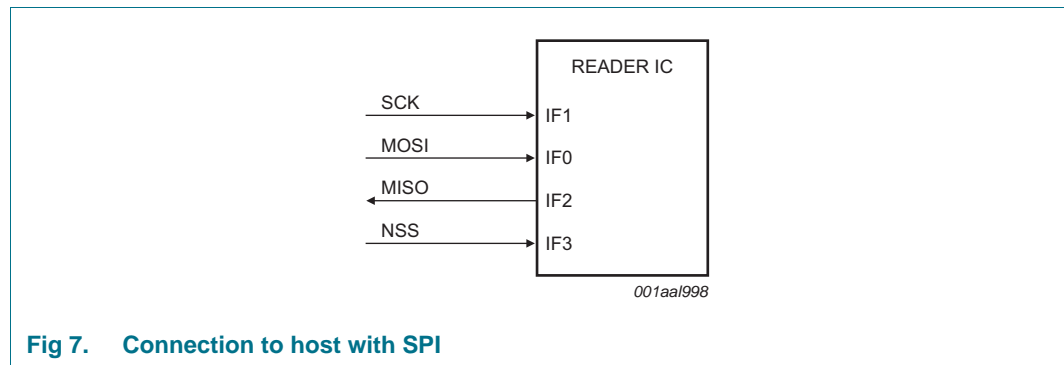 READER IC
SCK
IF1
MOSI
IF0
MISO
IF2
NSS
IF3
001aal998
Fig 7. Connection to host with SPI